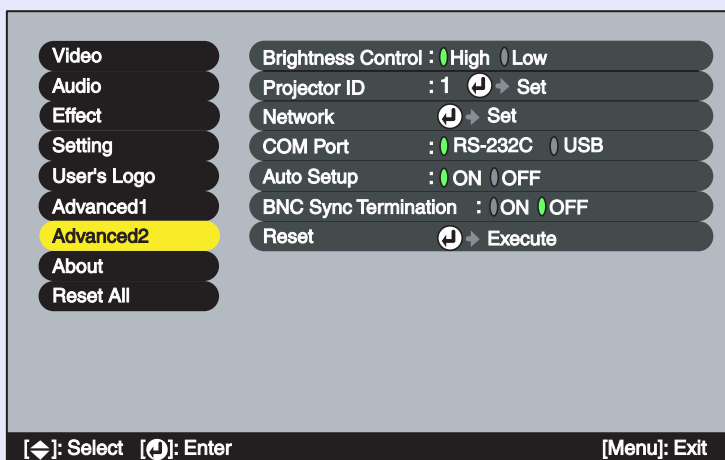 Video
Audio
Effect
Setting
User's Logo
Advanced1
Advanced2
About
Reset All
Brightness Control : High Low
Projector ID : 1 Set
Network Set
COM Port : RS-232C USB
Auto Setup : ON OFF
BNC Sync Termination : ON OFF
Reset Execute
[ ]: Select [ ]: Enter [Menu]: Exit